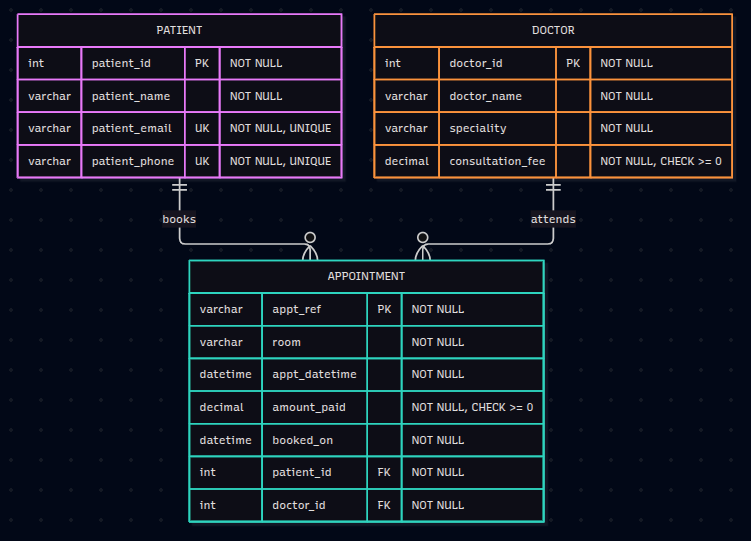 PATIENT
int patient_id PK NOT NULL
varchar patient_name NOT NULL
varchar patient_email UK NOT NULL, UNIQUE
varchar patient_phone UK NOT NULL, UNIQUE
DOCTOR
int doctor_id PK NOT NULL
varchar doctor_name NOT NULL
varchar speciality NOT NULL
decimal consultation_fee NOT NULL, CHECK >= 0
books
attends
APPOINTMENT
varchar appt_ref PK NOT NULL
varchar room NOT NULL
datetime appt_datetime NOT NULL
decimal amount_paid NOT NULL, CHECK >= 0
datetime booked_on NOT NULL
int patient_id FK NOT NULL
int doctor_id FK NOT NULL